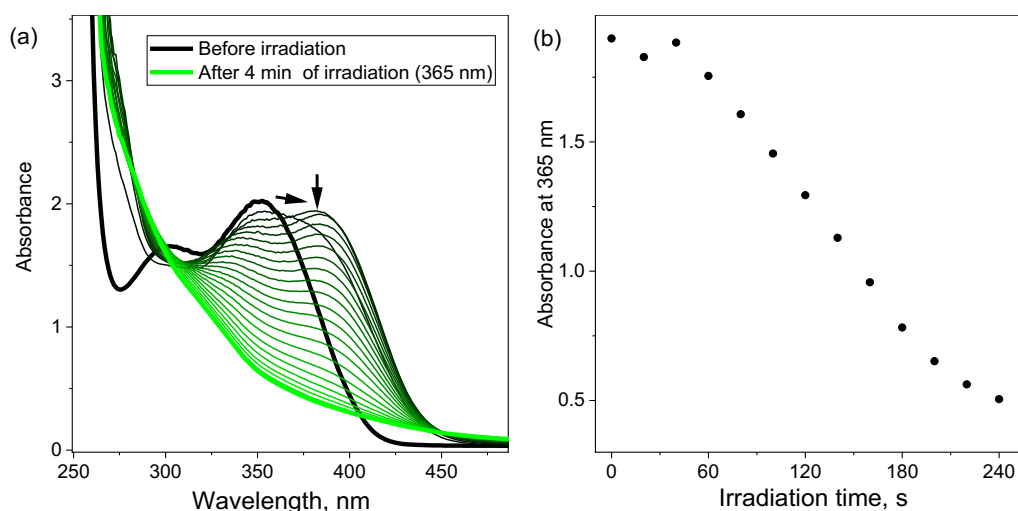 (a)
Before irradiation
After 4 min of irradiation (365 nm)
Absorbance
3
2
1
0
250
300
350
400
450
Wavelength, nm
(b)
Absorbance at 365 nm
1.5
1.0
0.5
0
60
120
180
240
Irradiation time, s